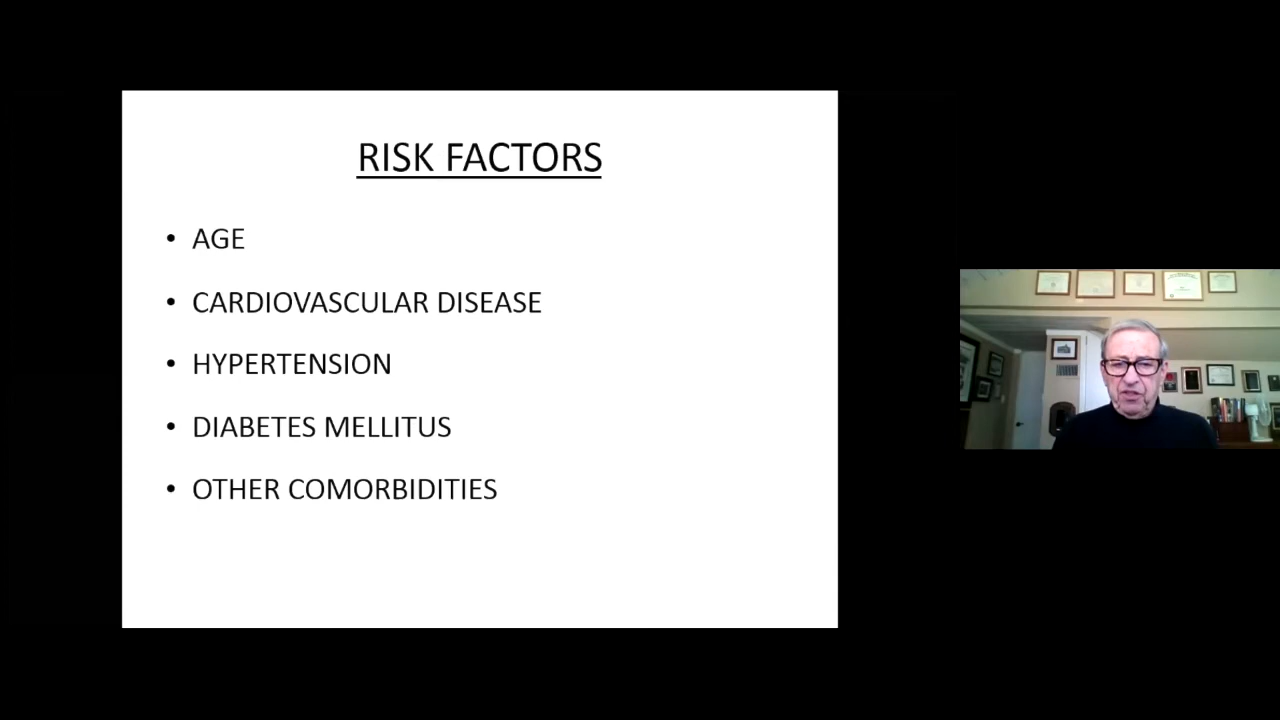 RISK FACTORS
• AGE
• CARDIOVASCULAR DISEASE
• HYPERTENSION
• DIABETES MELLITUS
• OTHER COMORBIDITIES